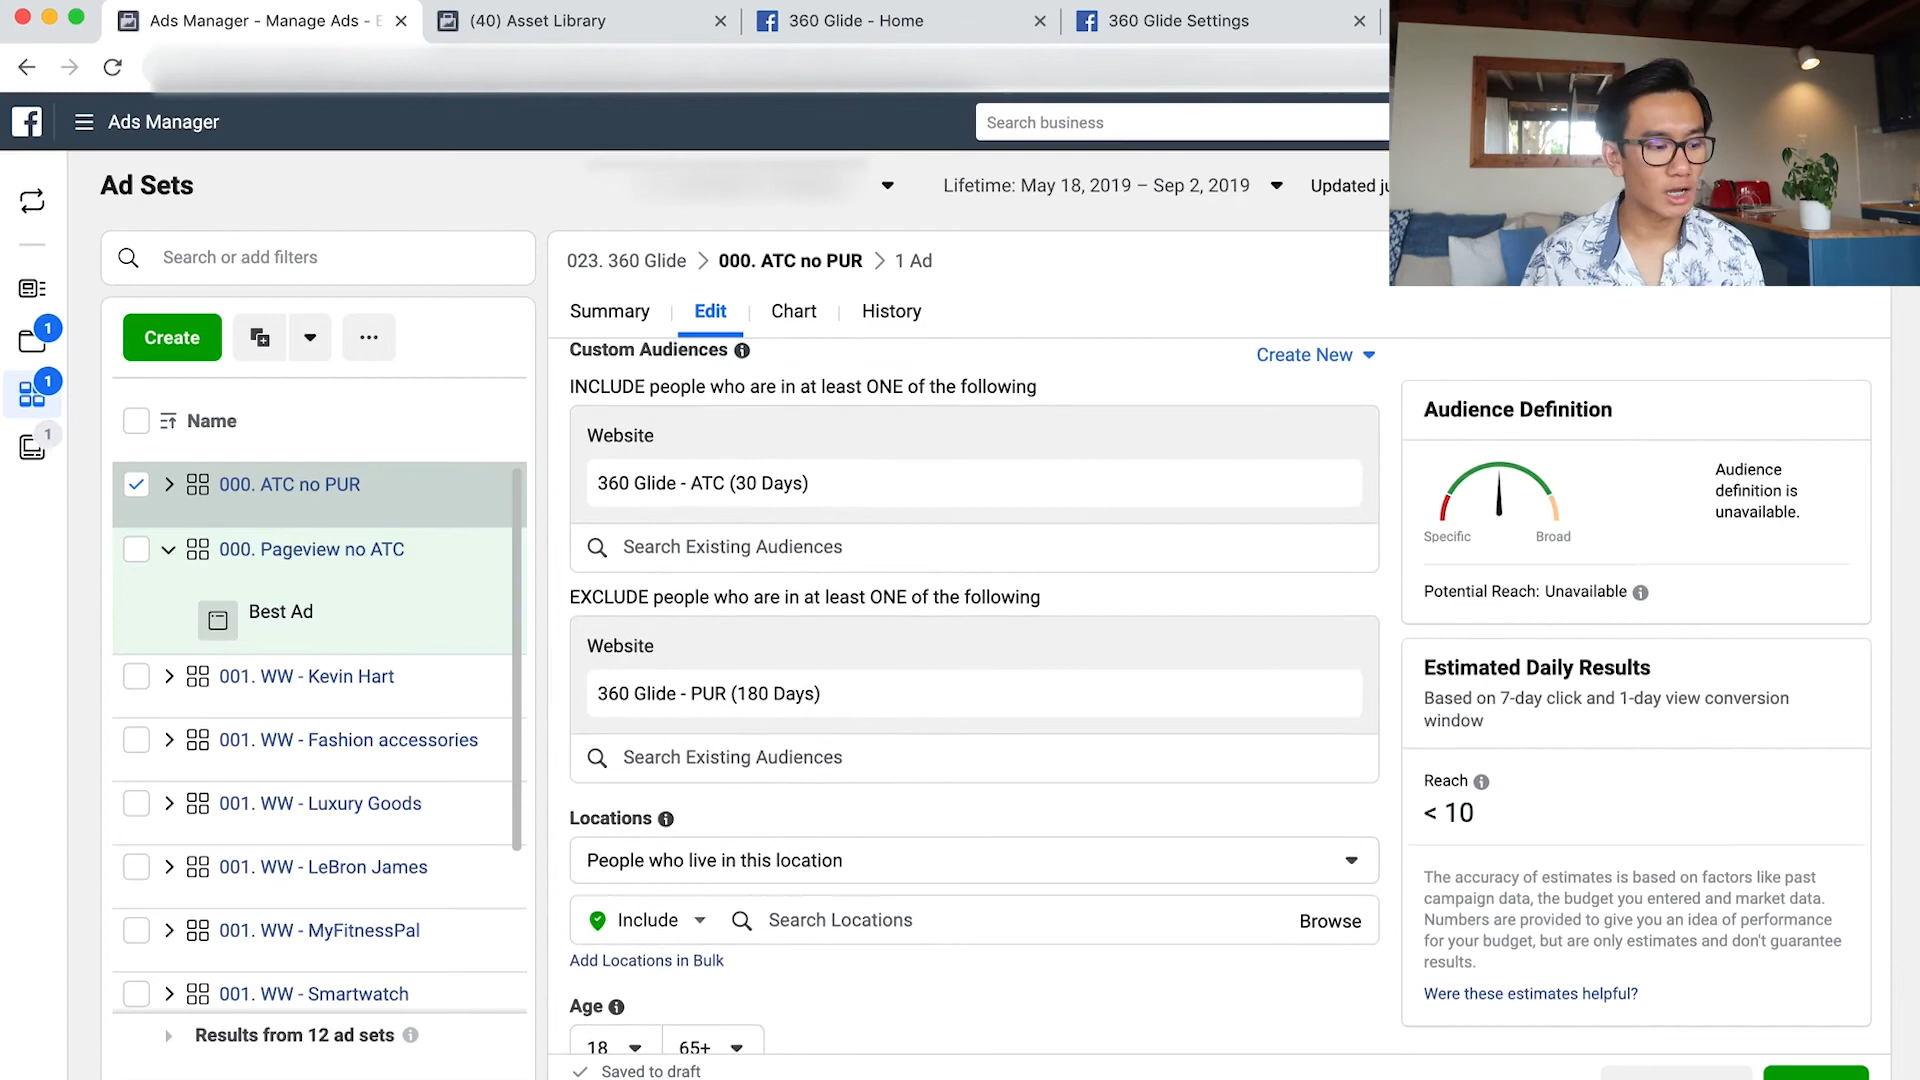 Ads Manager - Manage Ads - E
(40) Asset Library
360 Glide - Home
360 Glide Settings
Ads Manager
Search business
Ad Sets
Lifetime: May 18, 2019 – Sep 2, 2019
Updated ju
Search or add filters
023. 360 Glide > 000. ATC no PUR > 1 Ad
Summary
Edit
Chart
History
Create
Custom Audiences
Create New
INCLUDE people who are in at least ONE of the following
Website
360 Glide - ATC (30 Days)
Search Existing Audiences
EXCLUDE people who are in at least ONE of the following
Website
360 Glide - PUR (180 Days)
Search Existing Audiences
Locations
People who live in this location
Include
Search Locations
Browse
Add Locations in Bulk
Age
18
65+
Saved to draft
1
1
1
Name
000. ATC no PUR
000. Pageview no ATC
Best Ad
001. WW - Kevin Hart
001. WW - Fashion accessories
001. WW - Luxury Goods
001. WW - LeBron James
001. WW - MyFitnessPal
001. WW - Smartwatch
Results from 12 ad sets
Audience Definition
Audience
definition is
unavailable.
Specific
Broad
Potential Reach: Unavailable
Estimated Daily Results
Based on 7-day click and 1-day view conversion
window
Reach
< 10
The accuracy of estimates is based on factors like past
campaign data, the budget you entered and market data.
Numbers are provided to give you an idea of performance
for your budget, but are only estimates and don't guarantee
results.
Were these estimates helpful?